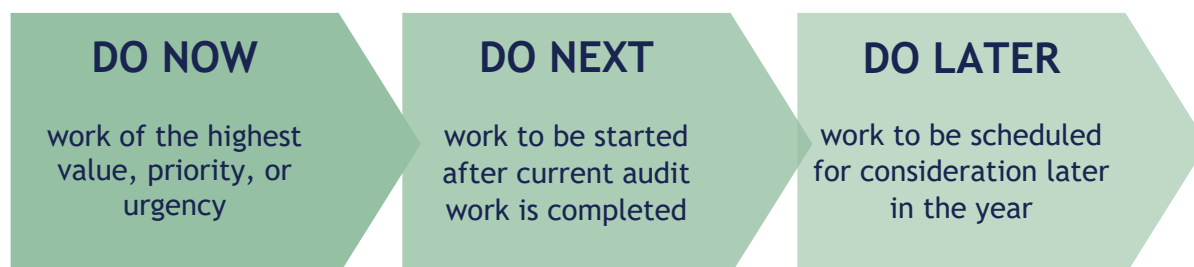 DO NOW
work of the highest
value, priority, or
urgency
DO NEXT
work to be started
after current audit
work is completed
DO LATER
work to be scheduled
for consideration later
in the year